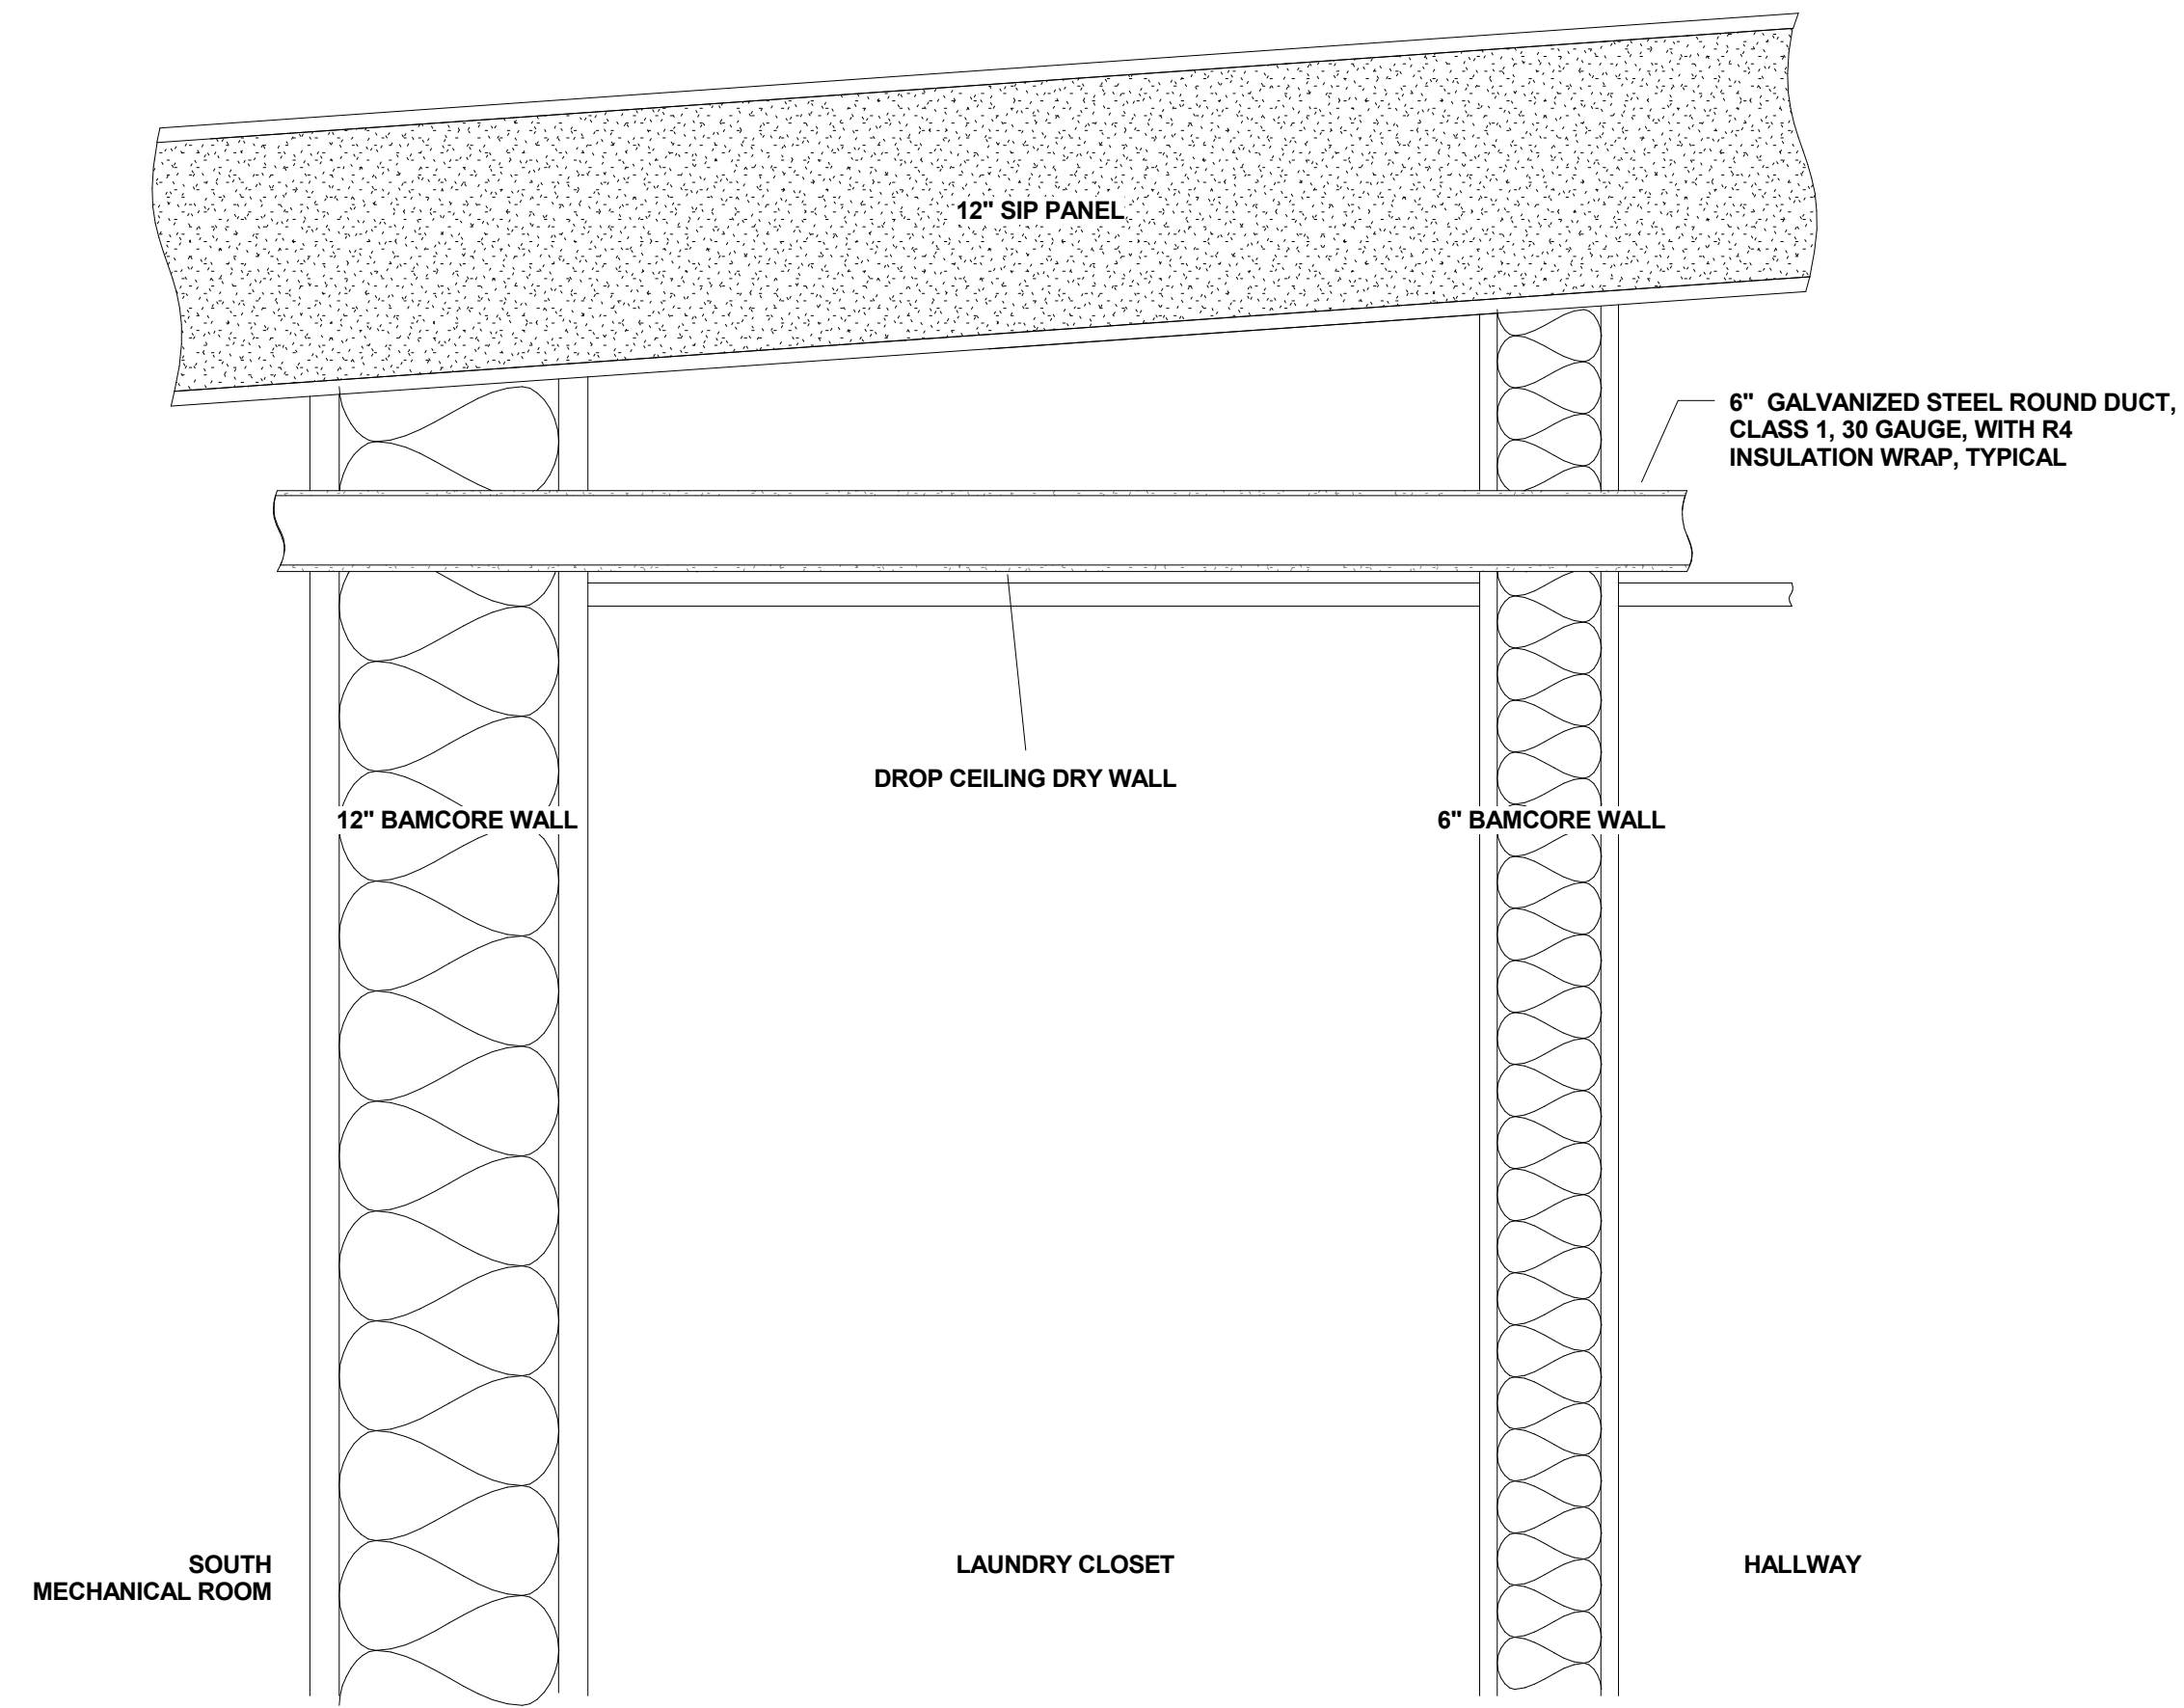 12" SIP PANEL
6" GALVANIZED STEEL ROUND DUCT,
CLASS 1, 30 GAUGE, WITH R4
INSULATION WRAP, TYPICAL
DROP CEILING DRY WALL
12" BAMCORE WALL
6" BAMCORE WALL
SOUTH
MECHANICAL ROOM
LAUNDRY CLOSET
HALLWAY